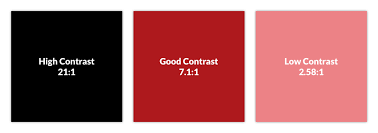 High Contrast
21:1
Good Contrast
7.1:1
Low Contrast
2.58:1